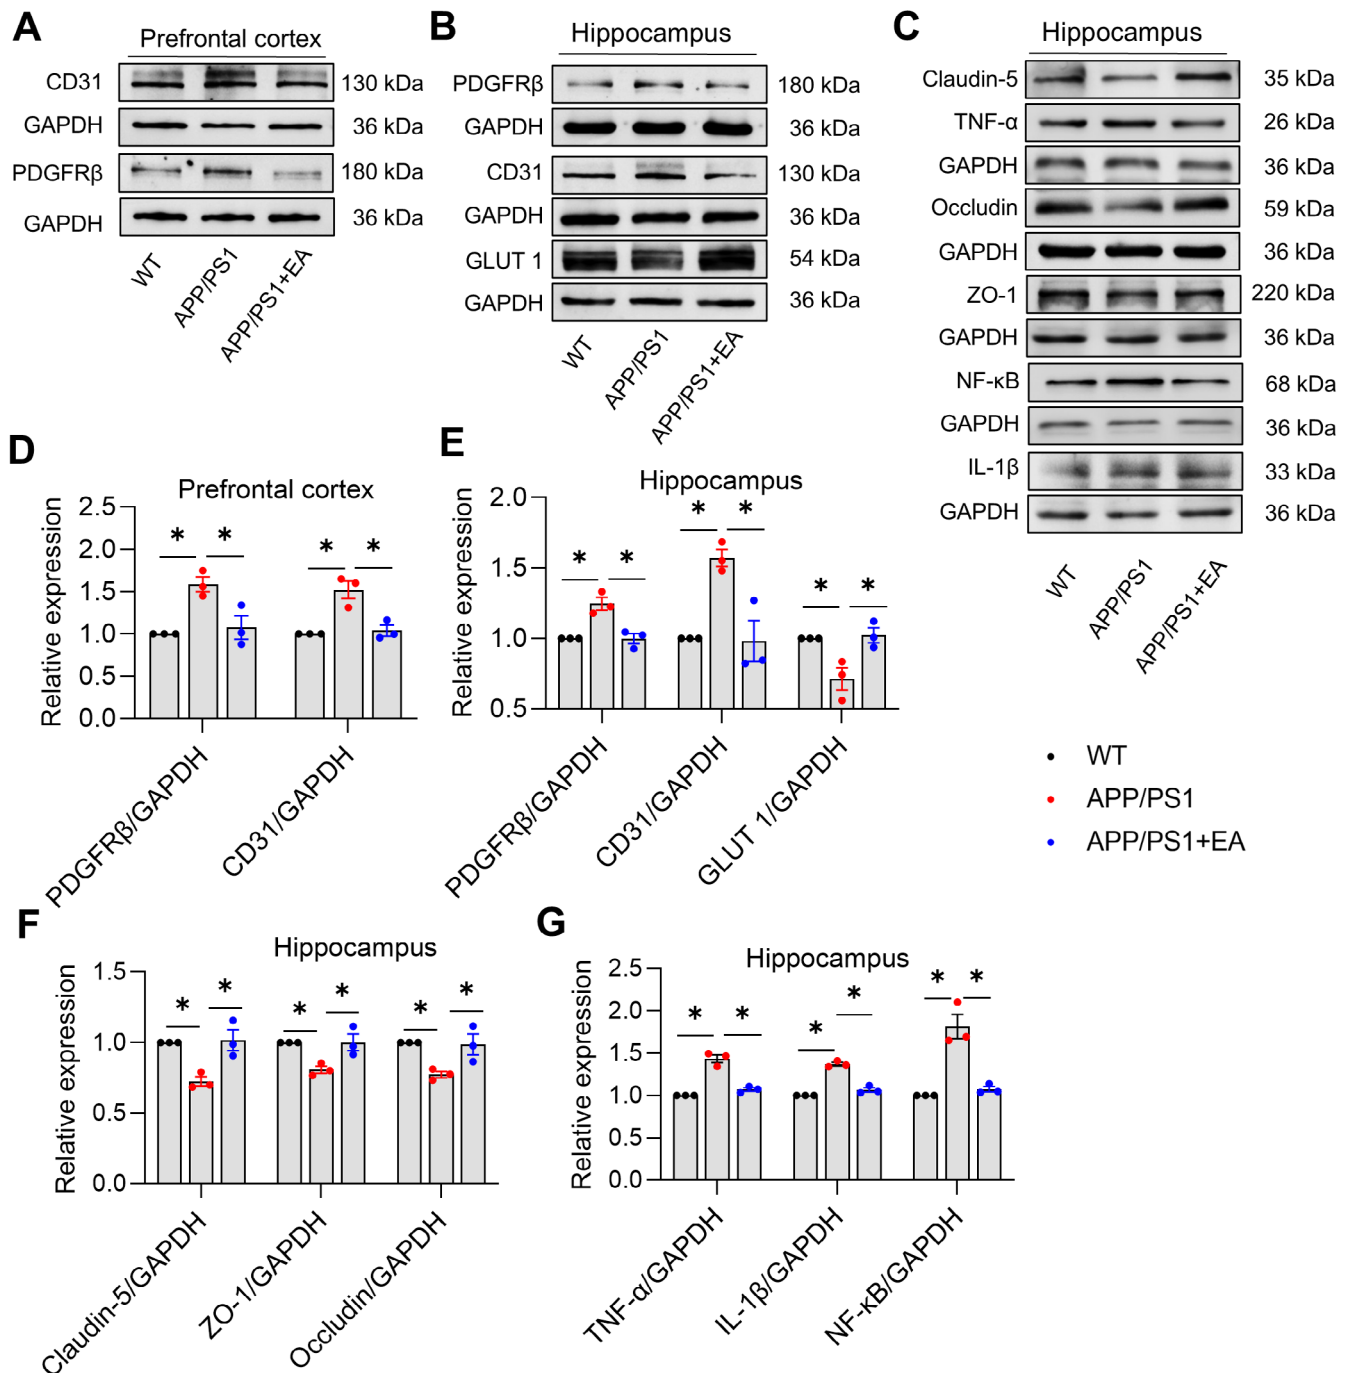 A
Prefrontal cortex
CD31
130 kDa
GAPDH
36 kDa
PDGFRβ
180 kDa
GAPDH
36 kDa
WT
APP/PS1
APP/PS1+EA
B
Hippocampus
PDGFRβ
180 kDa
GAPDH
36 kDa
CD31
130 kDa
GAPDH
36 kDa
GLUT 1
54 kDa
GAPDH
36 kDa
WT
APP/PS1
APP/PS1+EA
C
Hippocampus
Claudin-5
35 kDa
TNF-α
26 kDa
GAPDH
36 kDa
Occludin
59 kDa
GAPDH
36 kDa
ZO-1
220 kDa
GAPDH
36 kDa
NF-κB
68 kDa
GAPDH
36 kDa
IL-1β
33 kDa
GAPDH
36 kDa
WT
APP/PS1
APP/PS1+EA
D
Prefrontal cortex
Relative expression
2.5
2.0
1.5
1.0
0.5
0.0
* * * *
PDGFRβ/GAPDH
CD31/GAPDH
E
Hippocampus
Relative expression
2.0
1.5
1.0
0.5
* * * * * *
PDGFRβ/GAPDH
CD31/GAPDH
GLUT 1/GAPDH
WT
APP/PS1
APP/PS1+EA
F
Hippocampus
Relative expression
1.5
1.0
0.5
0.0
* * * * * *
Claudin-5/GAPDH
ZO-1/GAPDH
Occludin/GAPDH
G
Hippocampus
Relative expression
2.5
2.0
1.5
1.0
0.5
0.0
* * * * * *
TNF-α/GAPDH
IL-1β/GAPDH
NF-κB/GAPDH